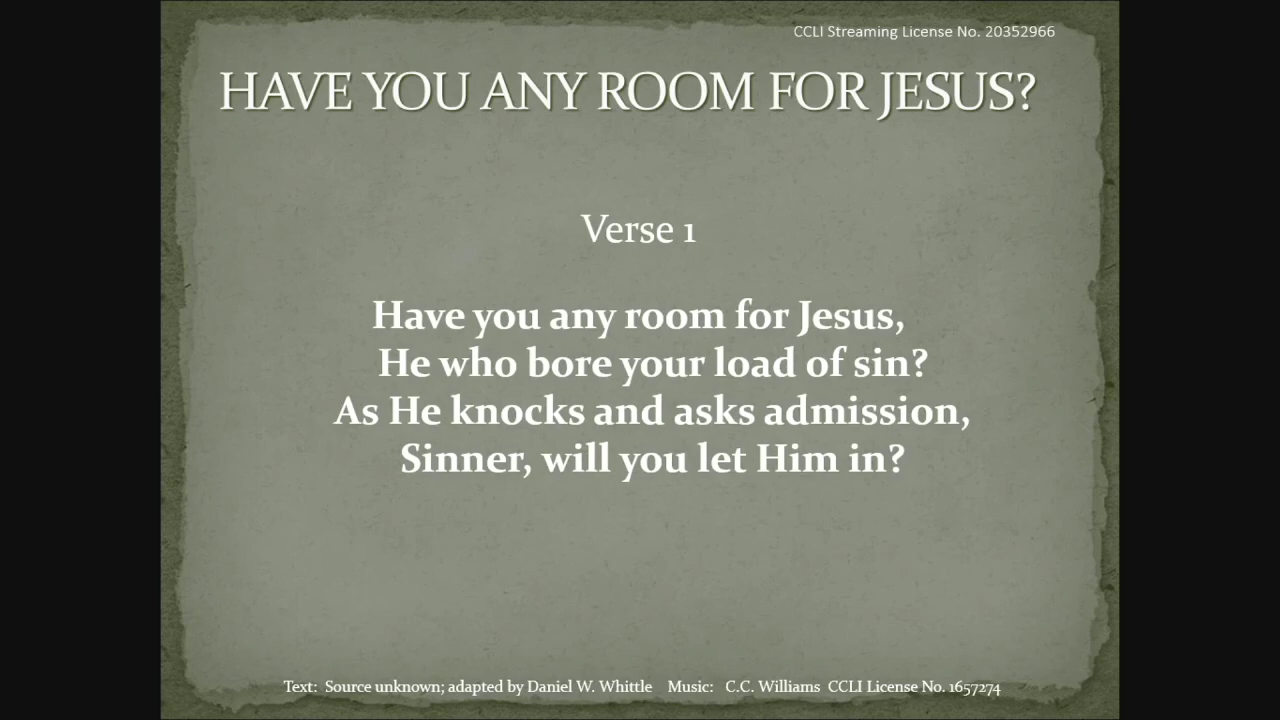 CCLI Streaming License No. 20352966
HAVE YOU ANY ROOM FOR JESUS?
Verse 1
Have you any room for Jesus,
He who bore your load of sin?
As He knocks and asks admission,
Sinner, will you let Him in?
Text: Source unknown; adapted by Daniel W. Whittle Music: C.C. Williams CCLI License No. 1657274